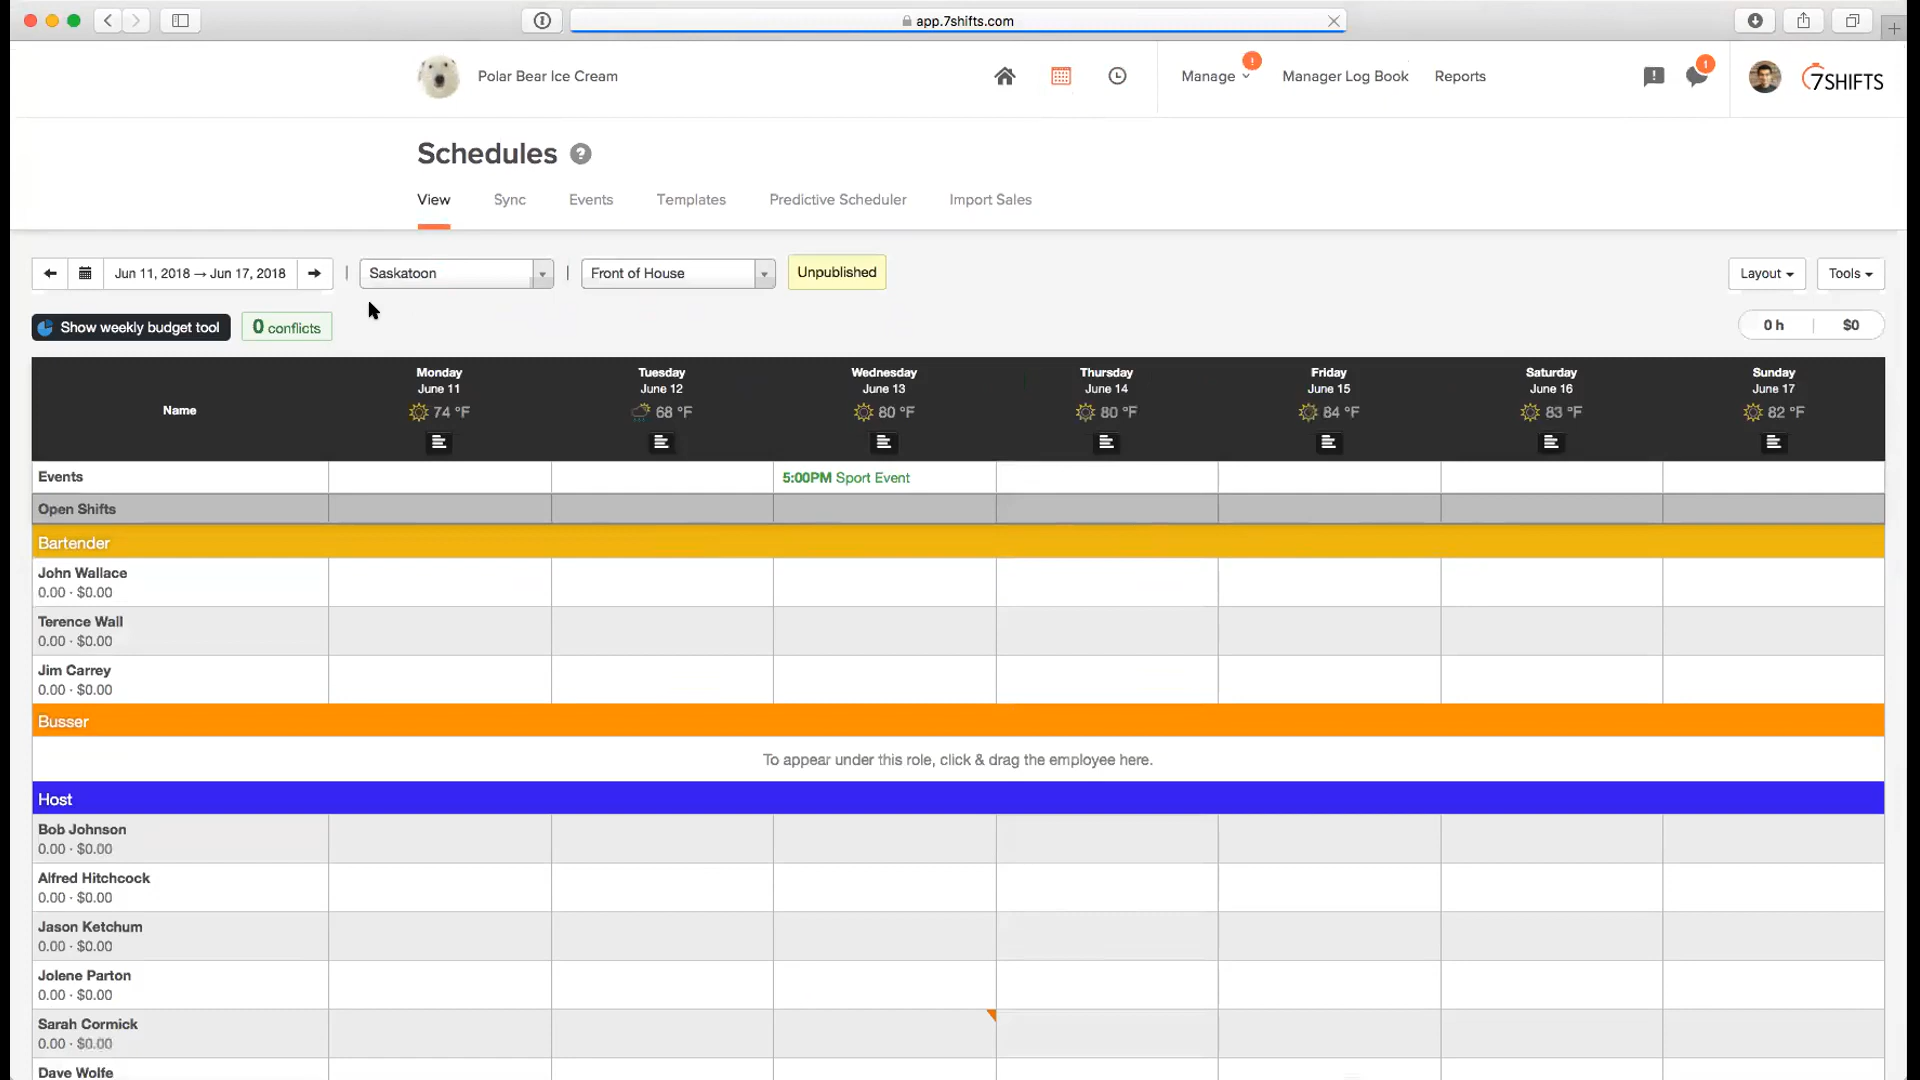 app.7shifts.com
Polar Bear Ice Cream
Manage
!
Manager Log Book
Reports
1
7SHIFTS
Schedules ?
View
Sync
Events
Templates
Predictive Scheduler
Import Sales
Jun 11, 2018 → Jun 17, 2018
|
Saskatoon
|
Front of House
Unpublished
Layout
Tools
Show weekly budget tool
0 conflicts
0 h
$0
Name
Monday
June 11
74 °F
Tuesday
June 12
68 °F
Wednesday
June 13
80 °F
Thursday
June 14
80 °F
Friday
June 15
84 °F
Saturday
June 16
83 °F
Sunday
June 17
82 °F
Events
5:00PM Sport Event
Open Shifts
Bartender
John Wallace
0.00 · $0.00
Terence Wall
0.00 · $0.00
Jim Carrey
0.00 · $0.00
Busser
To appear under this role, click & drag the employee here.
Host
Bob Johnson
0.00 · $0.00
Alfred Hitchcock
0.00 · $0.00
Jason Ketchum
0.00 · $0.00
Jolene Parton
0.00 · $0.00
Sarah Cormick
0.00 · $0.00
Dave Wolfe